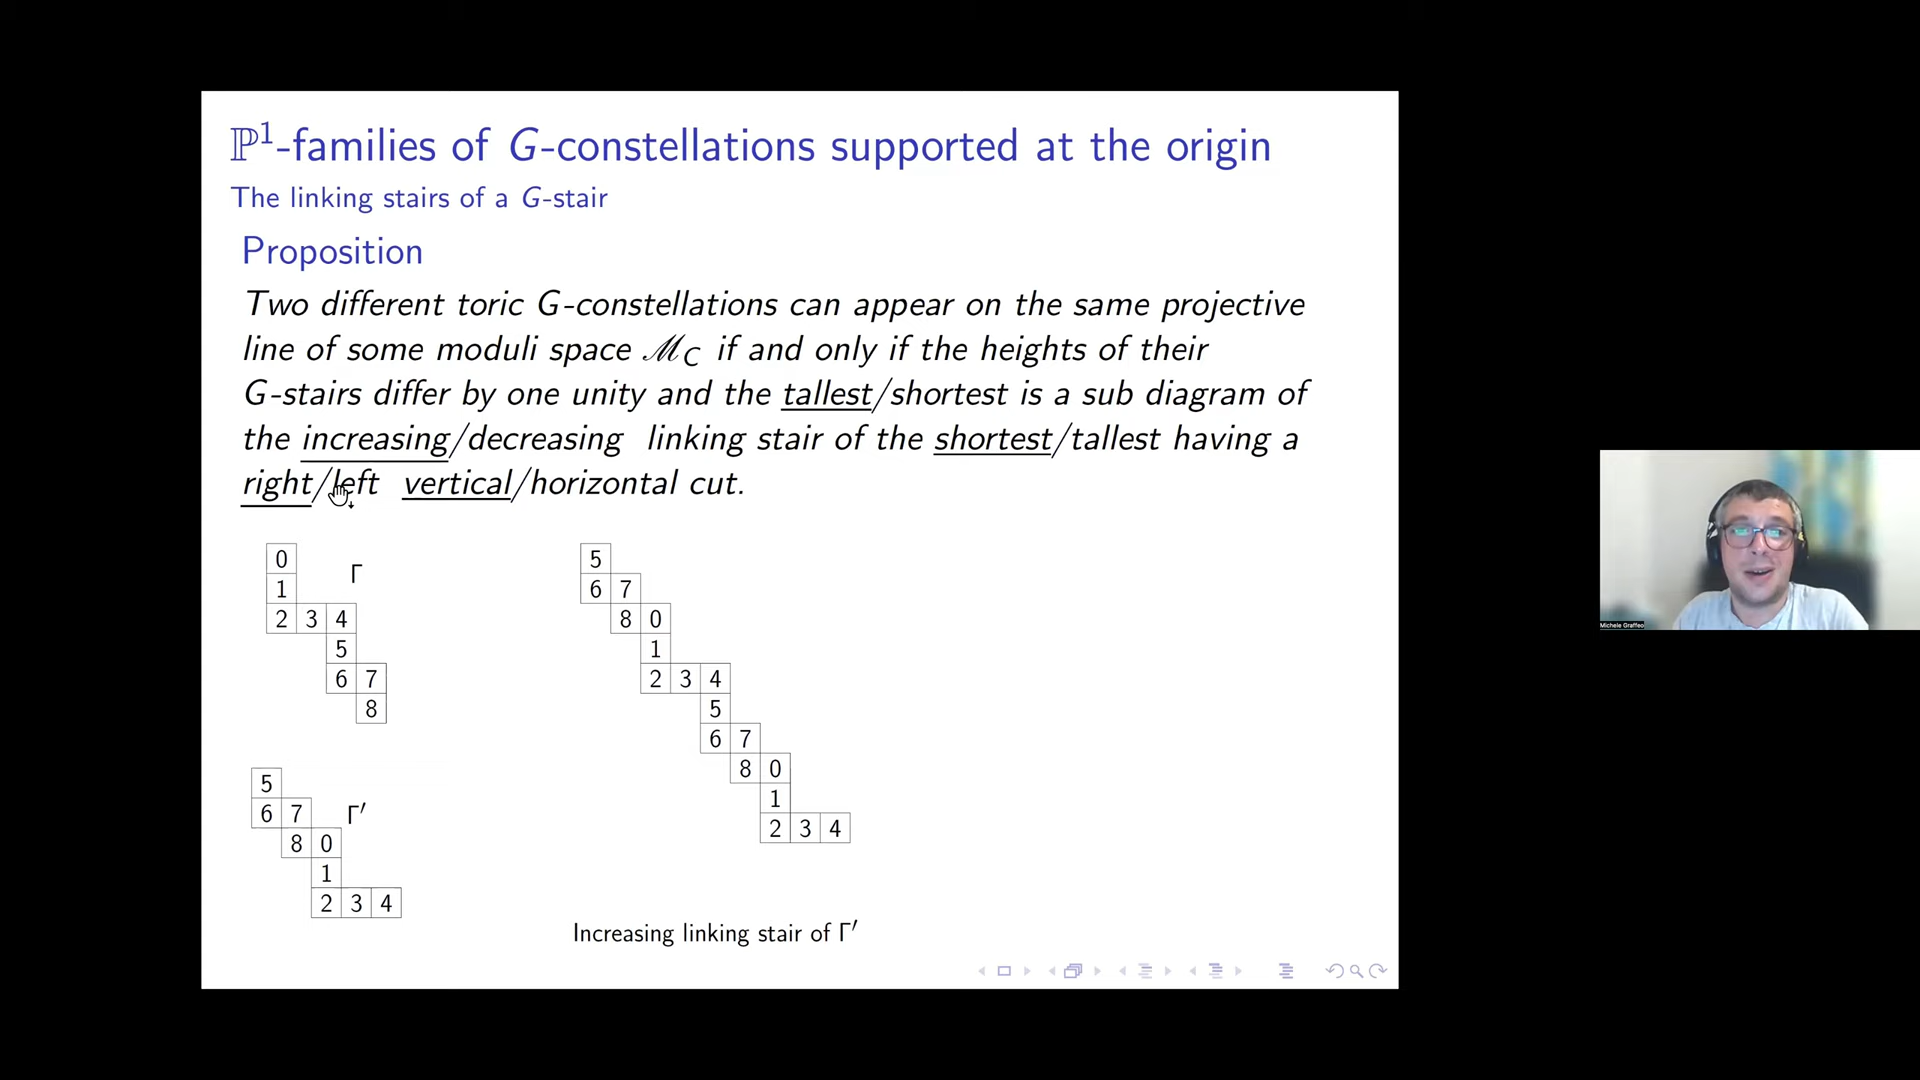 ℙ¹-families of G-constellations supported at the origin
The linking stairs of a G-stair
Proposition
Two different toric G-constellations can appear on the same projective
line of some moduli space ℳ_C if and only if the heights of their
G-stairs differ by one unity and the tallest/shortest is a sub diagram of
the increasing/decreasing linking stair of the shortest/tallest having a
right/left vertical/horizontal cut.
0
1
2 3 4
5
6 7
8
Γ
5
6 7
8 0
1
2 3 4
Γ′
5
6 7
8 0
1
2 3 4
5
6 7
8 0
1
2 3 4
Increasing linking stair of Γ′
Michele Graffeo